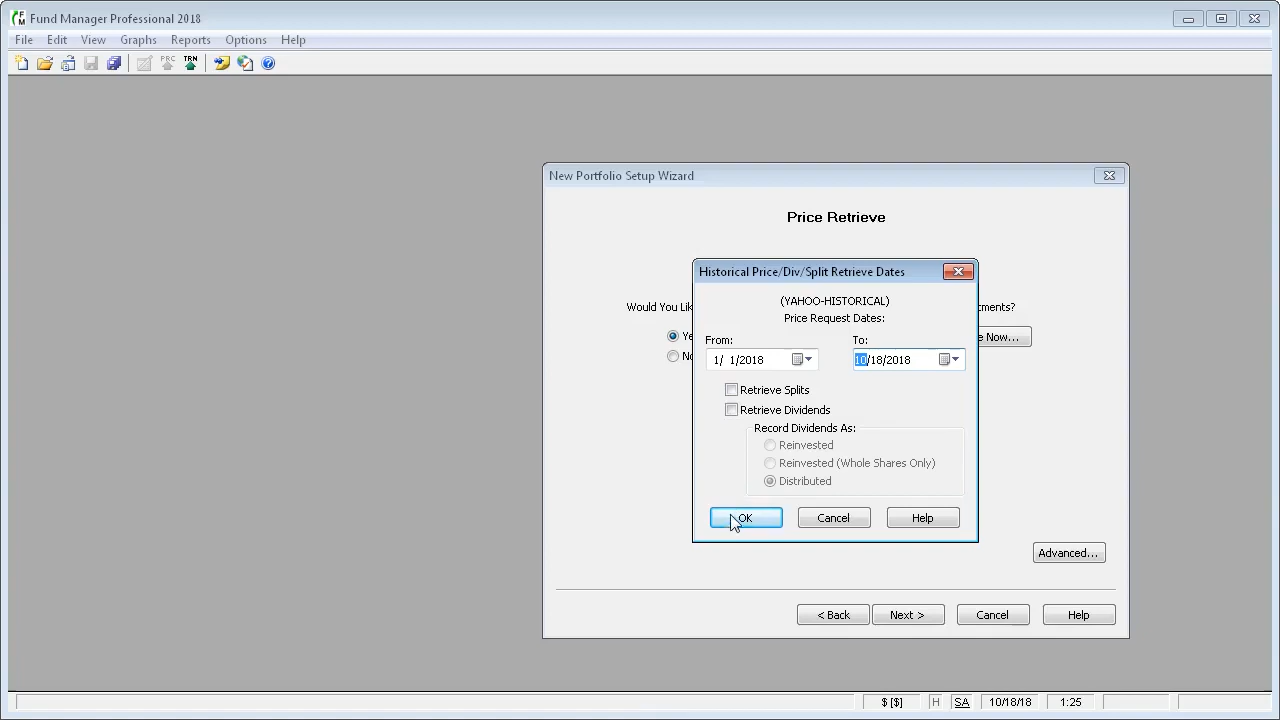 Fund Manager Professional 2018
File Edit View Graphs Reports Options Help
PRC TRN
New Portfolio Setup Wizard
Price Retrieve
Historical Price/Div/Split Retrieve Dates
(YAHOO-HISTORICAL)
Price Request Dates:
Would You
From: To:
1/ 1/2018 10/18/2018
Now...
Retrieve Splits
Retrieve Dividends
Record Dividends As:
Reinvested
Reinvested (Whole Shares Only)
Distributed
OK Cancel Help
Advanced...
< Back Next > Cancel Help
$ [$] H SA 10/18/18 1:25